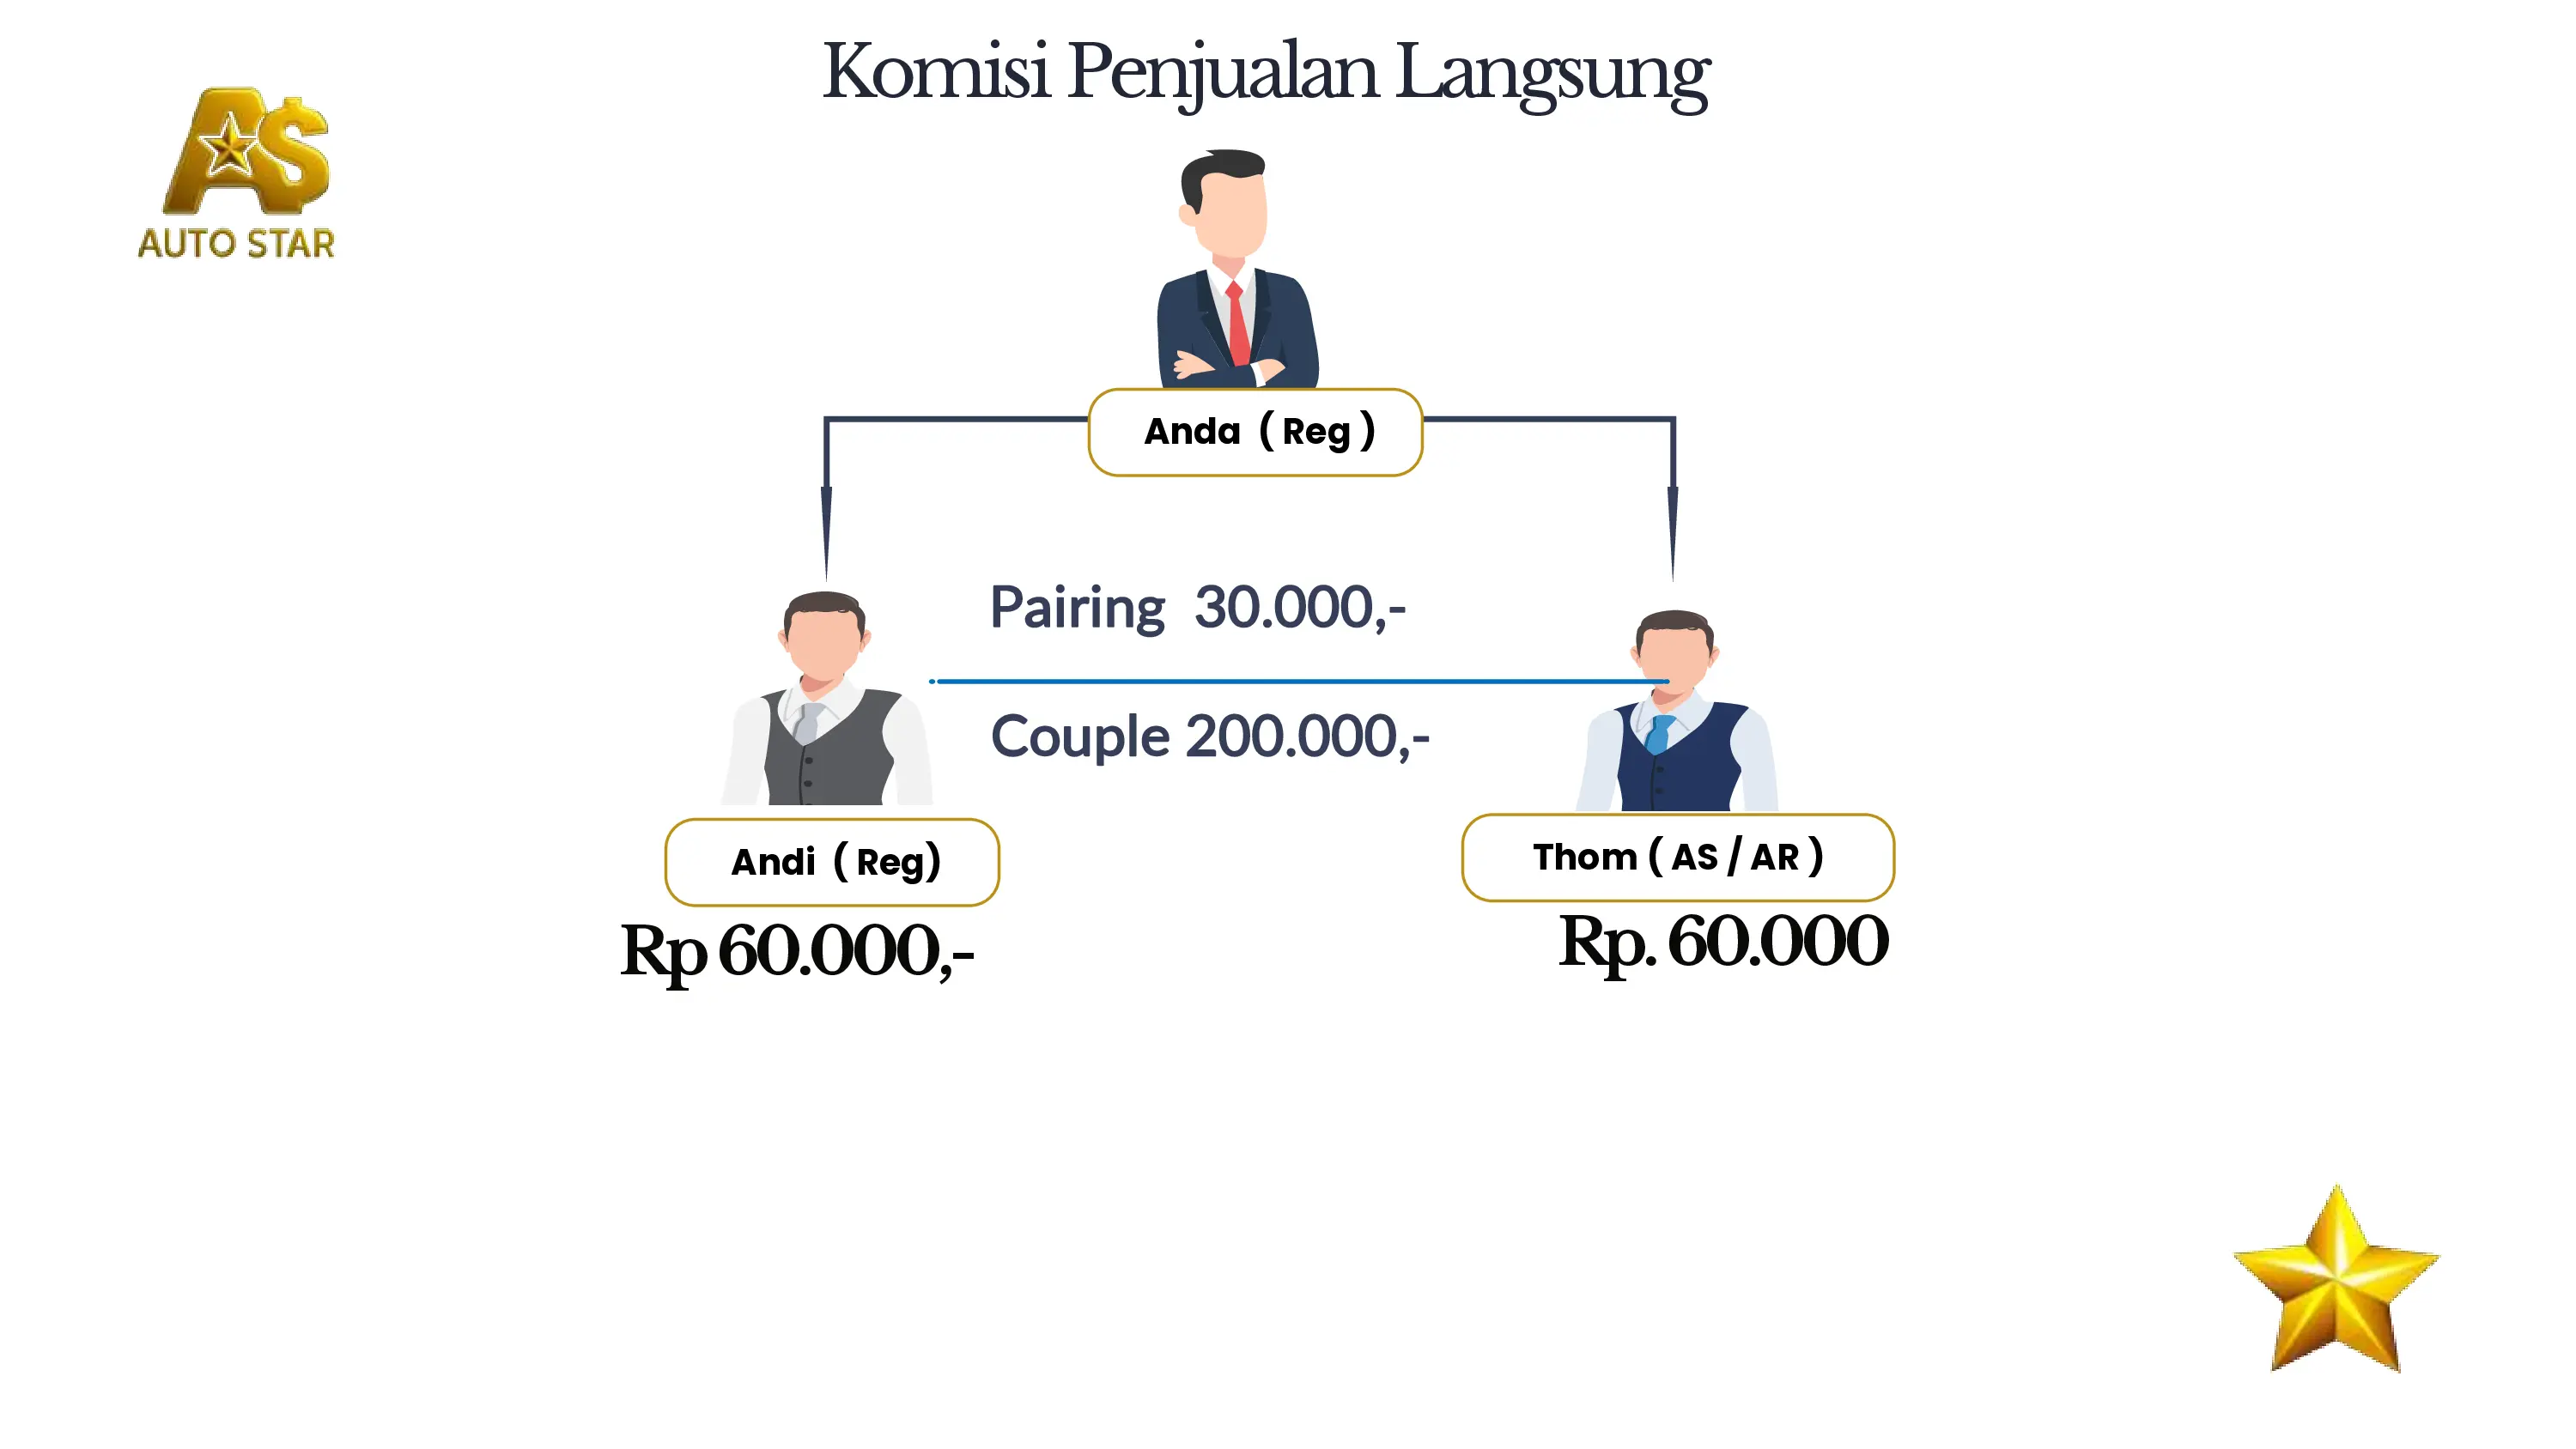 Komisi Penjualan Langsung
AS
AUTO STAR
Anda ( Reg )
Pairing 30.000,-
Couple 200.000,-
Andi ( Reg)
Thom ( AS / AR )
Rp 60.000,-
Rp. 60.000